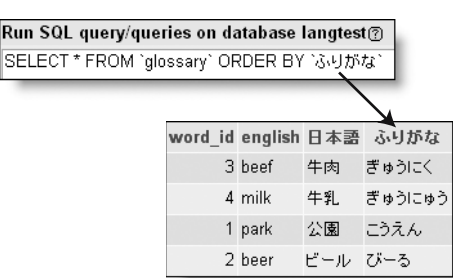 Run SQL query/queries on database langtest?
SELECT * FROM `glossary` ORDER BY `ふりがな`
word_id english 日本語 ふりがな
3 beef 牛肉 ぎゅうにく
4 milk 牛乳 ぎゅうにゅう
1 park 公園 こうえん
2 beer ビール びーる